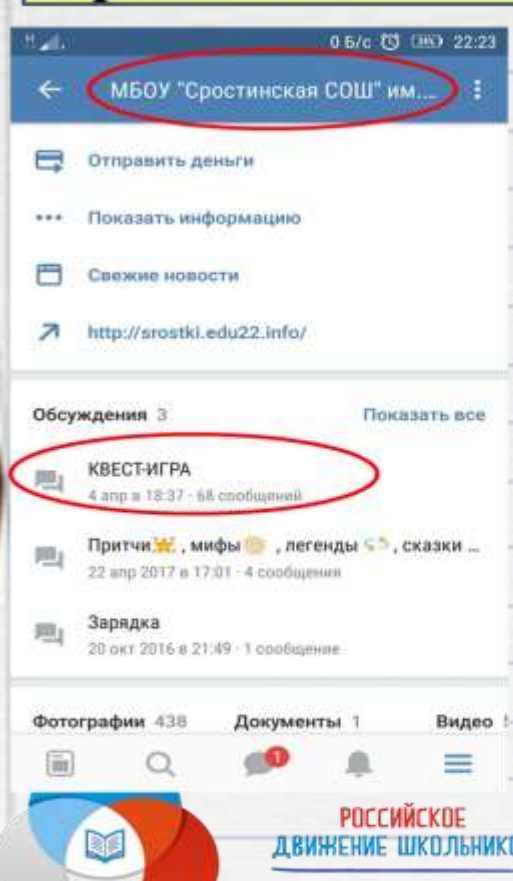 0 Б/с 22:23
МБОУ "Сростинская СОШ" им....
Отправить деньги
Показать информацию
Свежие новости
http://srostki.edu22.info/
Обсуждения 3 Показать все
КВЕСТ-ИГРА
4 апр в 18:37 · 68 сообщений
Притчи👑, мифы, легенды, сказки ...
22 апр 2017 в 17:01 · 4 сообщения
Зарядка
20 окт 2016 в 21:49 · 1 сообщение
Фотографии 438 Документы 1 Видео
1
РОССИЙСКОЕ
ДВИЖЕНИЕ ШКОЛЬНИКО